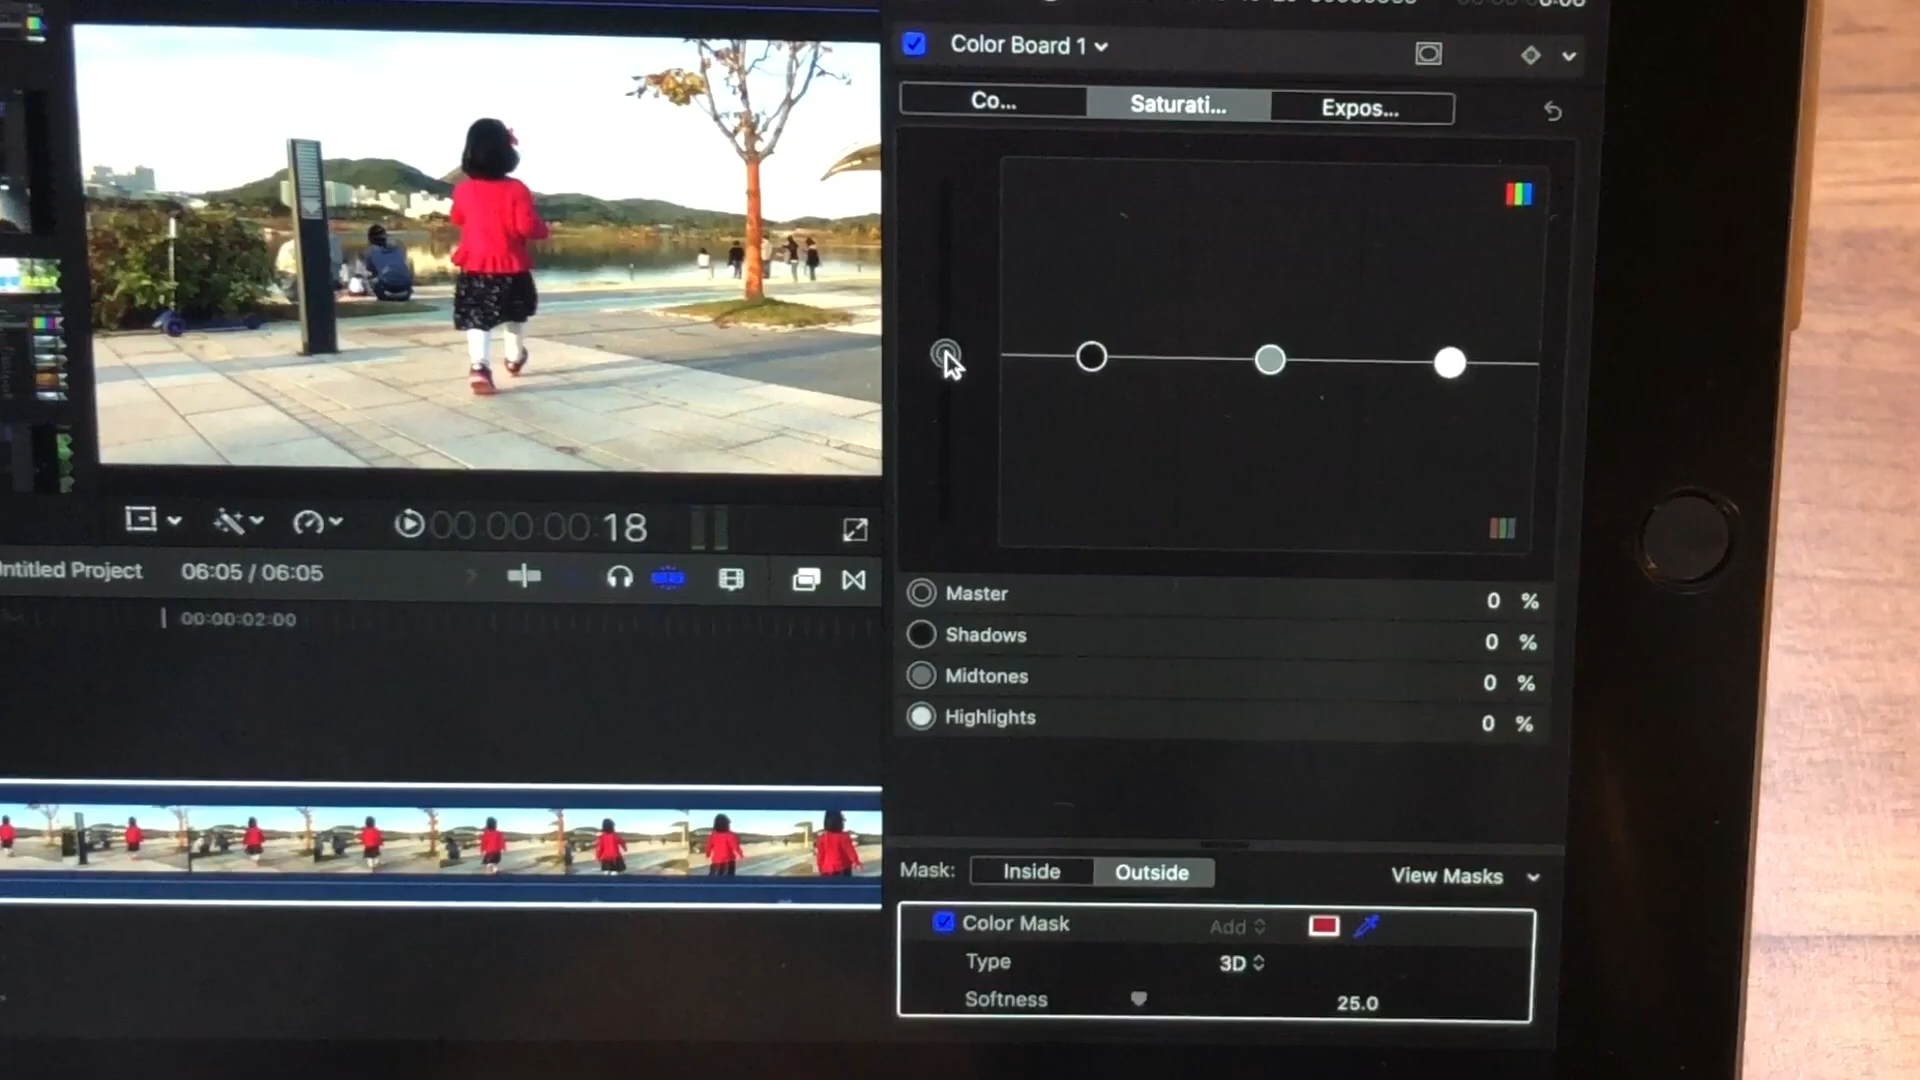 Color Board 1
Co... Saturati... Expos...
Master 0 %
Shadows 0 %
Midtones 0 %
Highlights 0 %
00:00:00:18
Untitled Project 06:05 / 06:05
00:00:02:00
Mask: Inside Outside View Masks
Color Mask Add
Type 3D
Softness 25.0